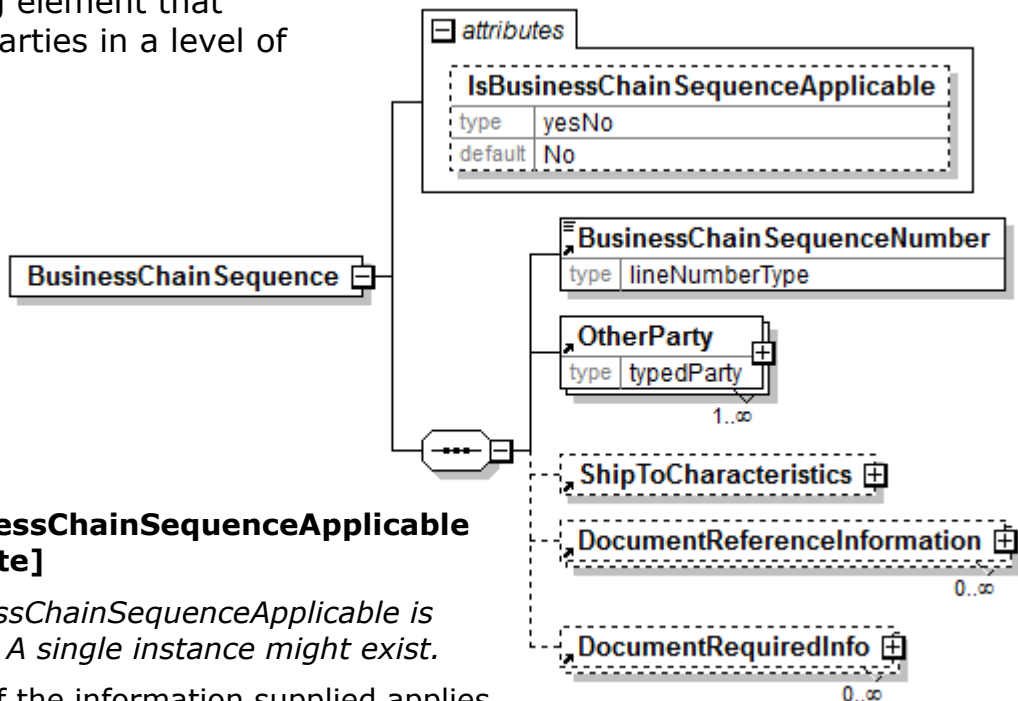 element that
arties in a level of
attributes
IsBusinessChainSequenceApplicable
type yesNo
default No
BusinessChainSequence
BusinessChainSequenceNumber
type lineNumberType
OtherParty
type typedParty
1..∞
ShipToCharacteristics
DocumentReferenceInformation
0..∞
DocumentRequiredInfo
0..∞
essChainSequenceApplicable
te]
ssChainSequenceApplicable is
A single instance might exist.
f the information supplied applies